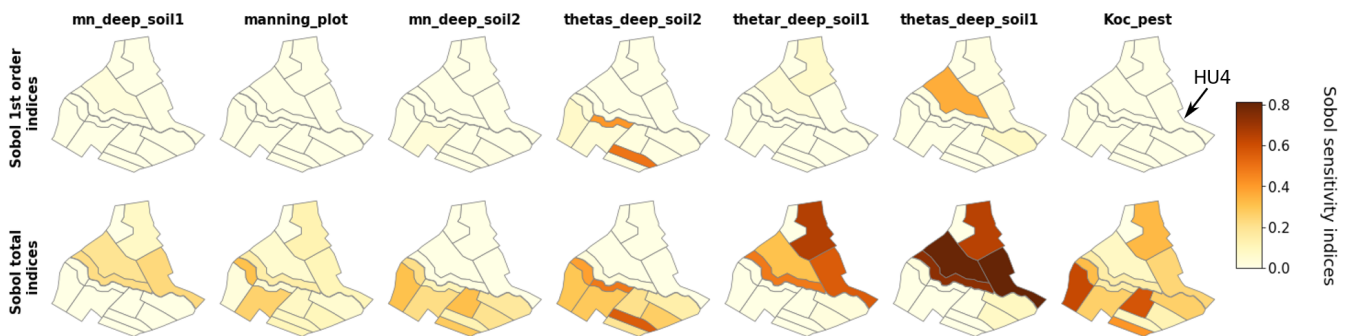 mn_deep_soil1 manning_plot mn_deep_soil2 thetas_deep_soil2 thetar_deep_soil1 thetas_deep_soil1 Koc_pest
Sobol 1st order
indices
HU4
Sobol total
indices
0.8
0.6
0.4
0.2
0.0
Sobol sensitivity indices